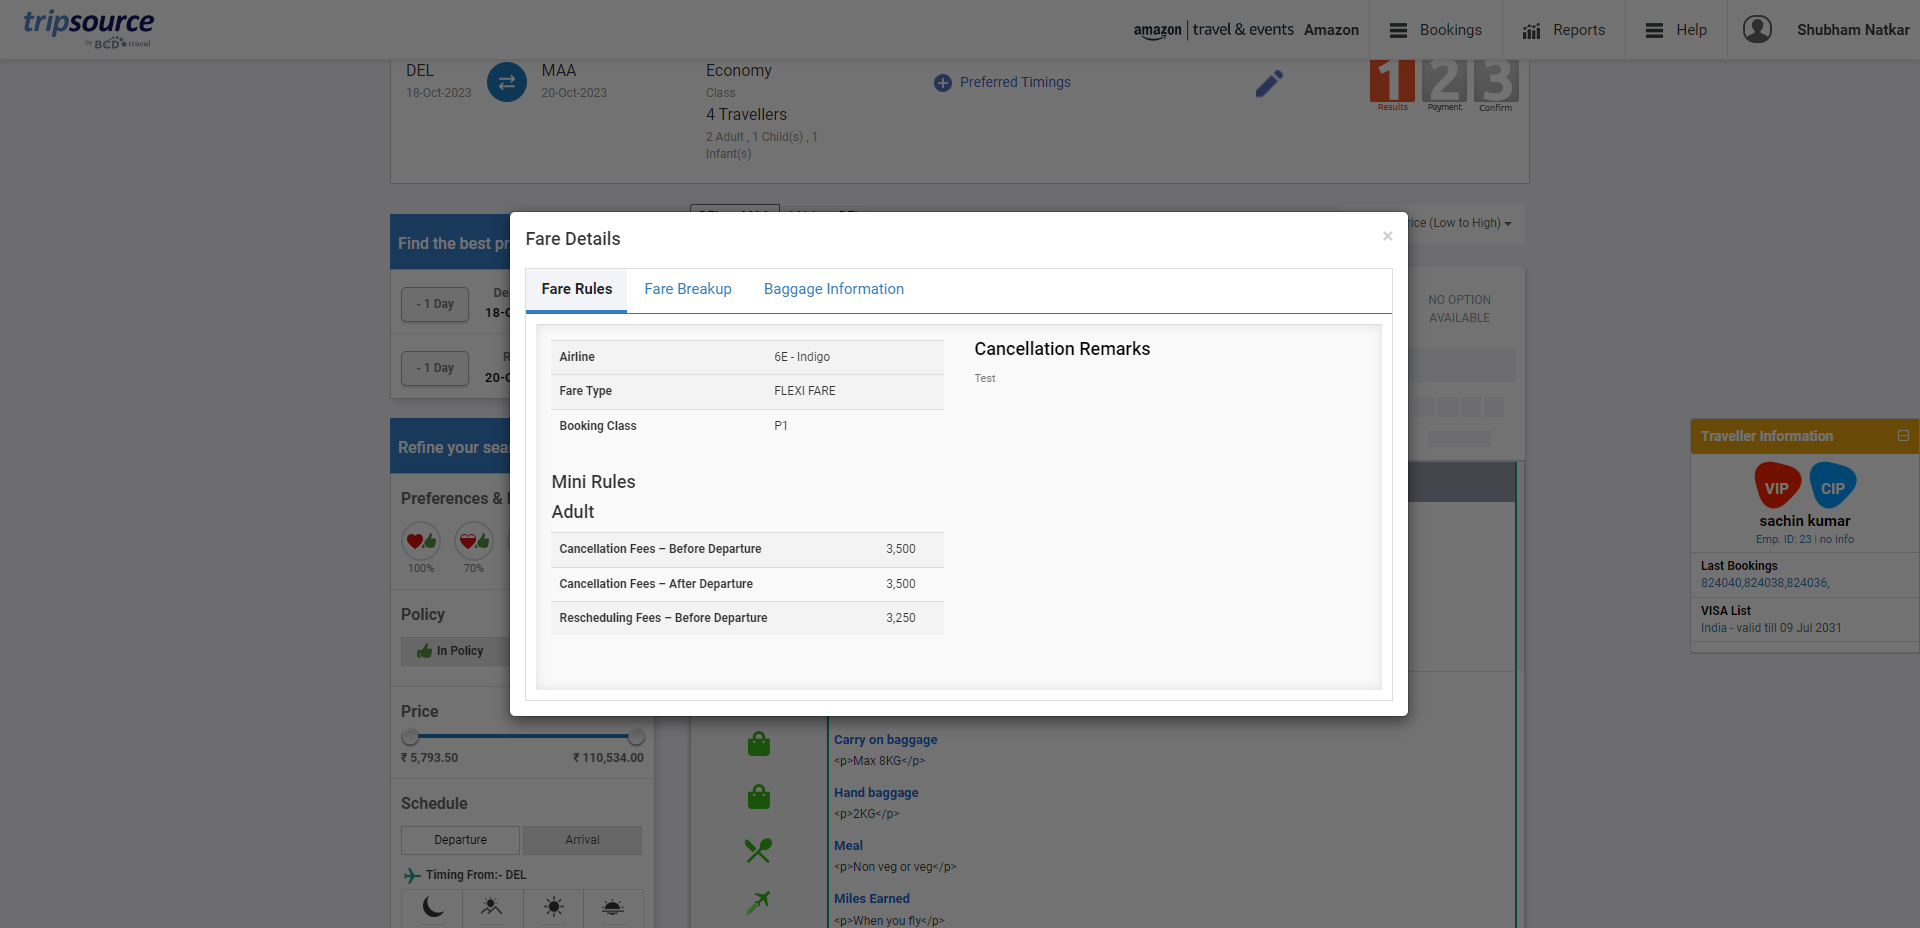 tripsource
by BCD travel
amazon | travel & events Amazon
Bookings
Reports
Help
Shubham Natkar
DEL
18-Oct-2023
MAA
20-Oct-2023
Economy
Class
4 Travellers
2 Adult , 1 Child(s) , 1
Infant(s)
Preferred Timings
1 2 3
Results
Payment
Confirm
Find the best pr
- 1 Day
De
18-O
- 1 Day
R
20-O
rice (Low to High)
NO OPTION
AVAILABLE
Fare Details
×
Fare Rules
Fare Breakup
Baggage Information
Airline 6E - Indigo
Fare Type FLEXI FARE
Booking Class P1
Mini Rules
Adult
Cancellation Fees – Before Departure 3,500
Cancellation Fees – After Departure 3,500
Rescheduling Fees – Before Departure 3,250
Cancellation Remarks
Test
Refine your sea
Preferences &
100%
70%
Policy
In Policy
Price
₹ 5,793.50
₹ 110,534.00
Schedule
Departure
Arrival
Timing From:- DEL
Carry on baggage
<p>Max 8KG</p>
Hand baggage
<p>2KG</p>
Meal
<p>Non veg or veg</p>
Miles Earned
<p>When you fly</p>
Traveller Information
VIP
CIP
sachin kumar
Emp. ID: 23 | no Info
Last Bookings
824040,824038,824036,
VISA List
India - valid till 09 Jul 2031